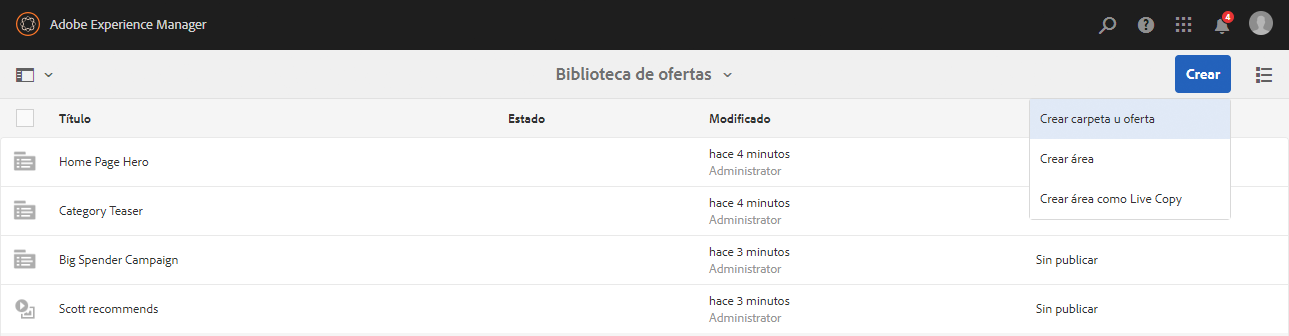 Adobe Experience Manager
4
Biblioteca de ofertas
Crear
Título Estado Modificado
Crear carpeta u oferta
Crear área
Crear área como Live Copy
Home Page Hero hace 4 minutos
Administrator
Category Teaser hace 4 minutos
Administrator
Big Spender Campaign hace 3 minutos Sin publicar
Administrator
Scott recommends hace 3 minutos Sin publicar
Administrator